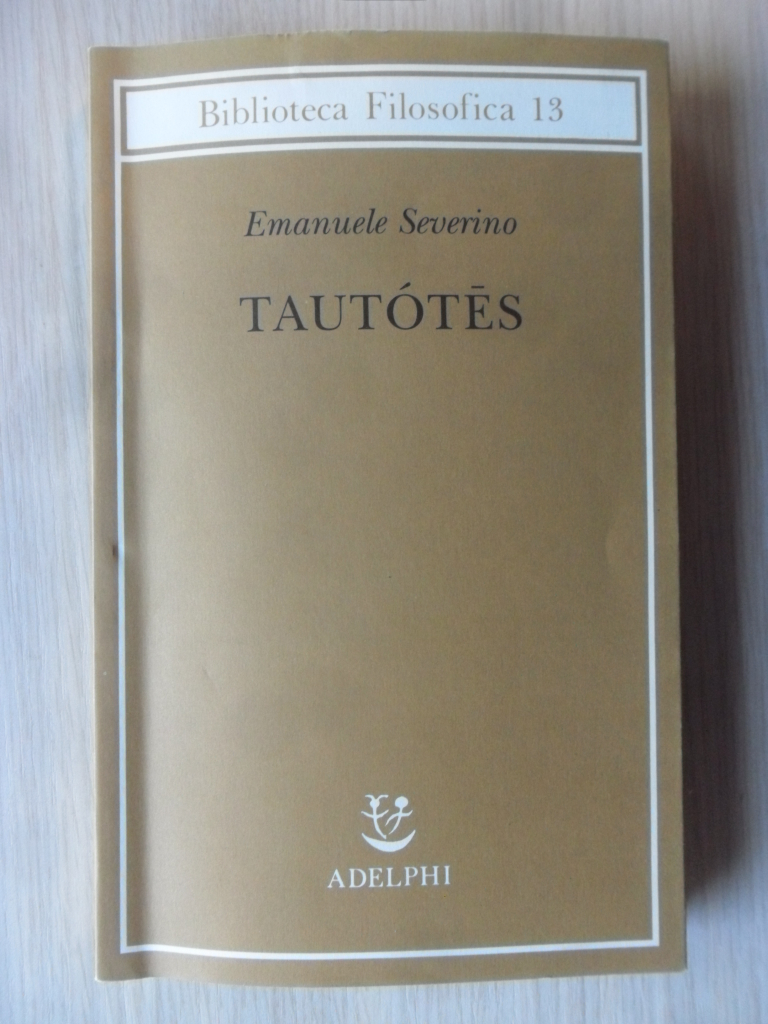 Biblioteca Filosofica 13
Emanuele Severino
TAUTÓTĒS
ADELPHI